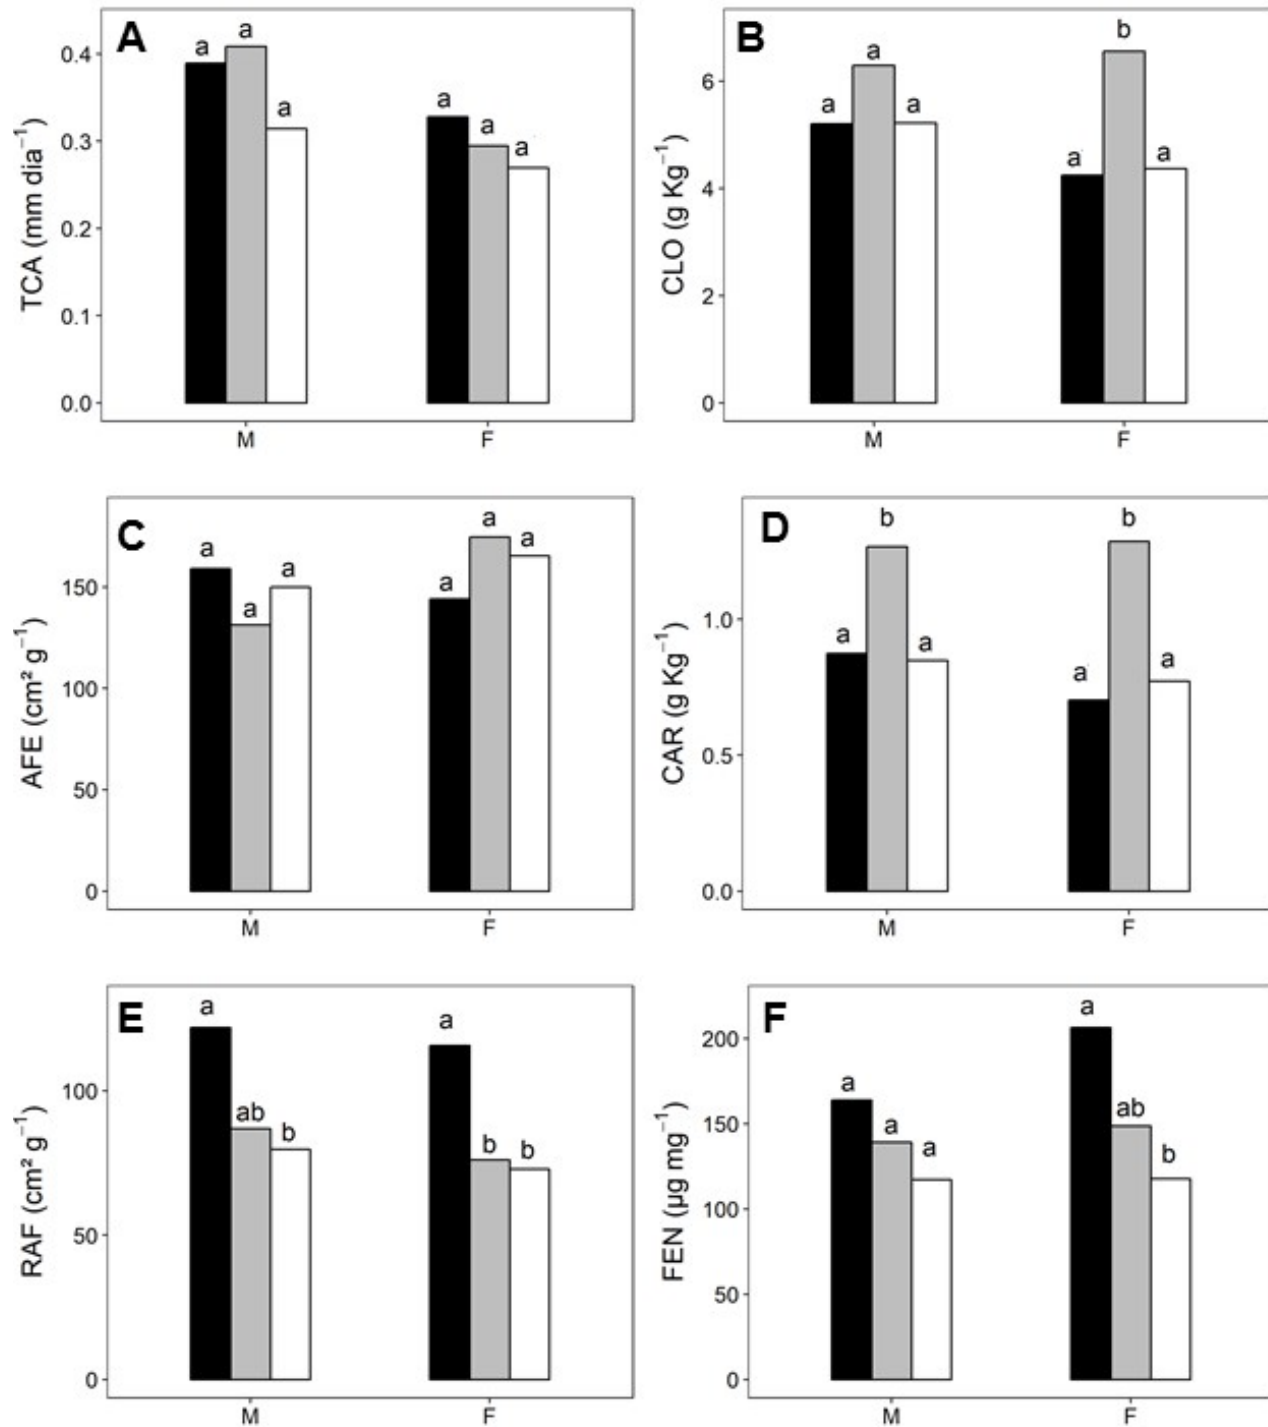 A
TCA (mm dia⁻¹)
0.4
0.3
0.2
0.1
0.0
a a a
a a a
M F
B
CLO (g Kg⁻¹)
6
4
2
0
a a a
a b a
M F
C
AFE (cm² g⁻¹)
150
100
50
0
a a a
a a a
M F
D
CAR (g Kg⁻¹)
1.0
0.5
0.0
a b a
a b a
M F
E
RAF (cm² g⁻¹)
100
50
0
a ab b
a b b
M F
F
FEN (µg mg⁻¹)
200
150
100
50
0
a a a
a ab b
M F